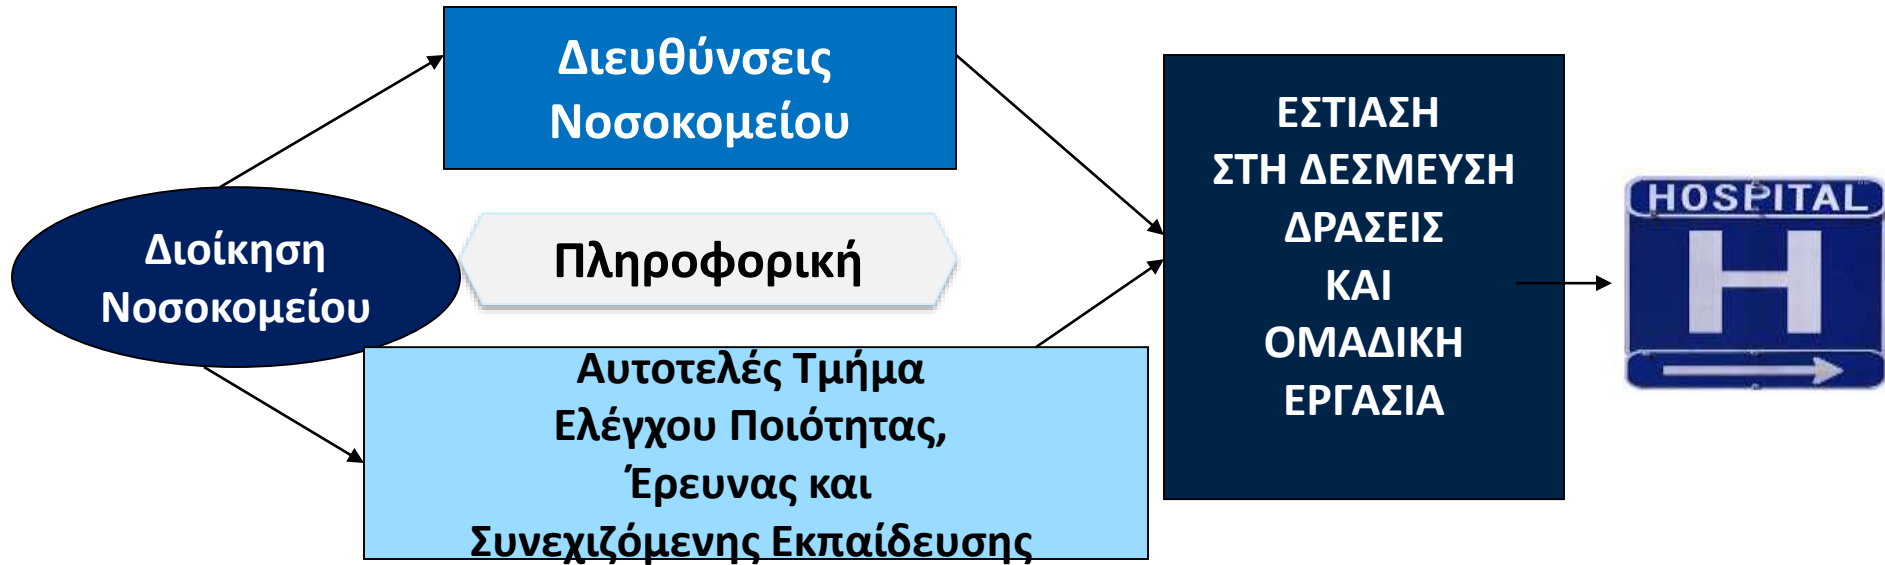 Διευθύνσεις
Νοσοκομείου
Διοίκηση
Νοσοκομείου
Πληροφορική
Αυτοτελές Τμήμα
Ελέγχου Ποιότητας,
Έρευνας και
Συνεχιζόμενης Εκπαίδευσης
ΕΣΤΙΑΣΗ
ΣΤΗ ΔΕΣΜΕΥΣΗ
ΔΡΑΣΕΙΣ
ΚΑΙ
ΟΜΑΔΙΚΗ
ΕΡΓΑΣΙΑ
HOSPITAL
H